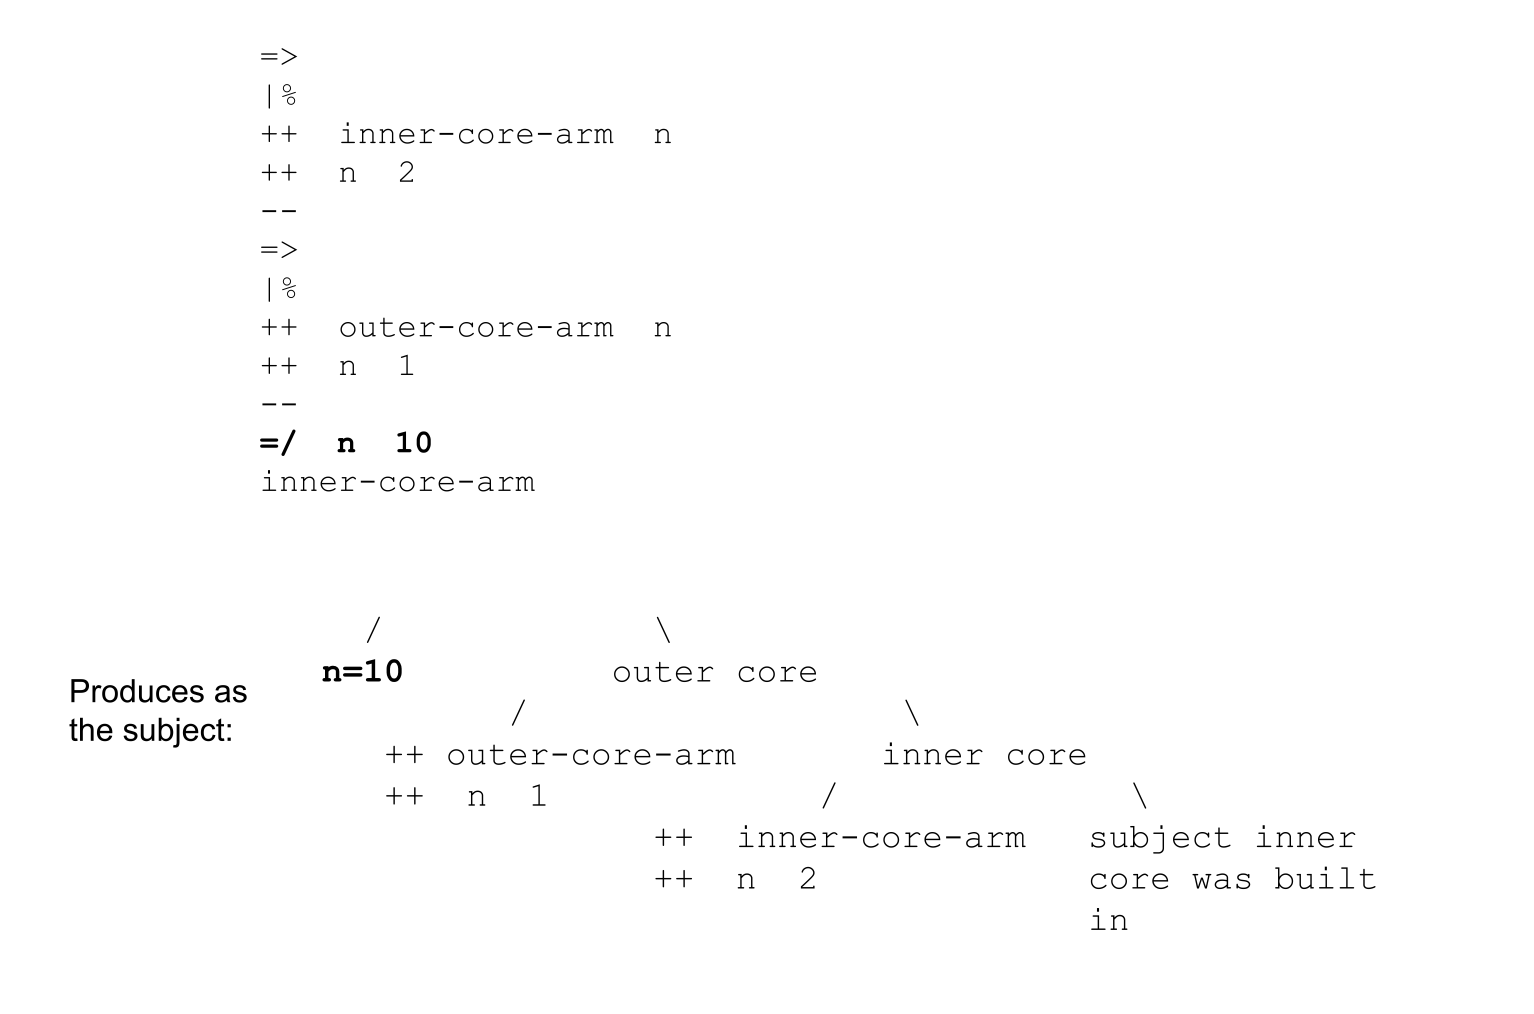 =>
|%
++  inner-core-arm  n
++  n  2
--
=>
|%
++  outer-core-arm  n
++  n  1
--
=/  n  10
inner-core-arm
/ \
n=10 outer core
Produces as
the subject:
/ \
++ outer-core-arm inner core
++  n  1 / \
++  inner-core-arm subject inner
++  n  2 core was built
in